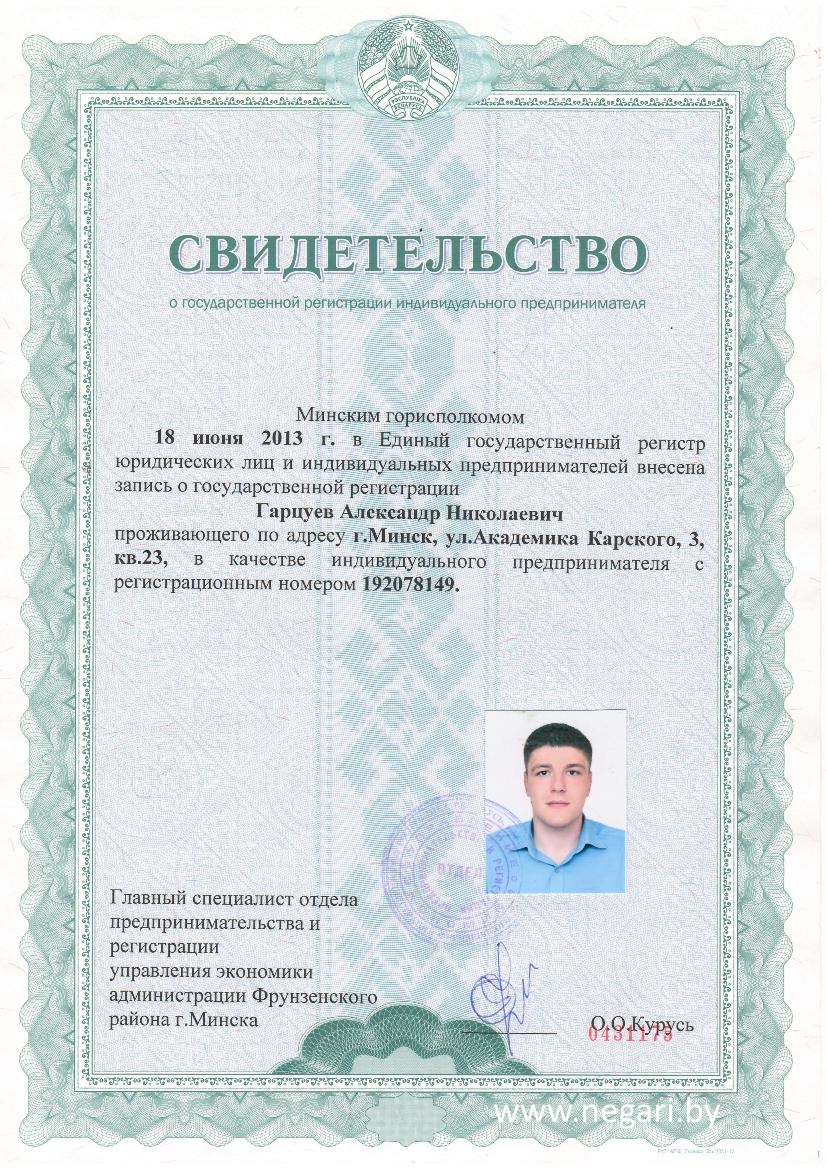 РЭСПУБЛІКА
БЕЛАРУСЬ
СВИДЕТЕЛЬСТВО
о государственной регистрации индивидуального предпринимателя
Минским горисполкомом
18 июня 2013 г. в Единый государственный регистр
юридических лиц и индивидуальных предпринимателей внесена
запись о государственной регистрации
Гарцуев Александр Николаевич
проживающего по адресу г.Минск, ул.Академика Карского, 3,
кв.23, в качестве индивидуального предпринимателя с
регистрационным номером 192078149.
ОТДЕЛ
Главный специалист отдела
предпринимательства и
регистрации
управления экономики
администрации Фрунзенского
района г.Минска
О.О.Курусь
0431179
www.negari.by